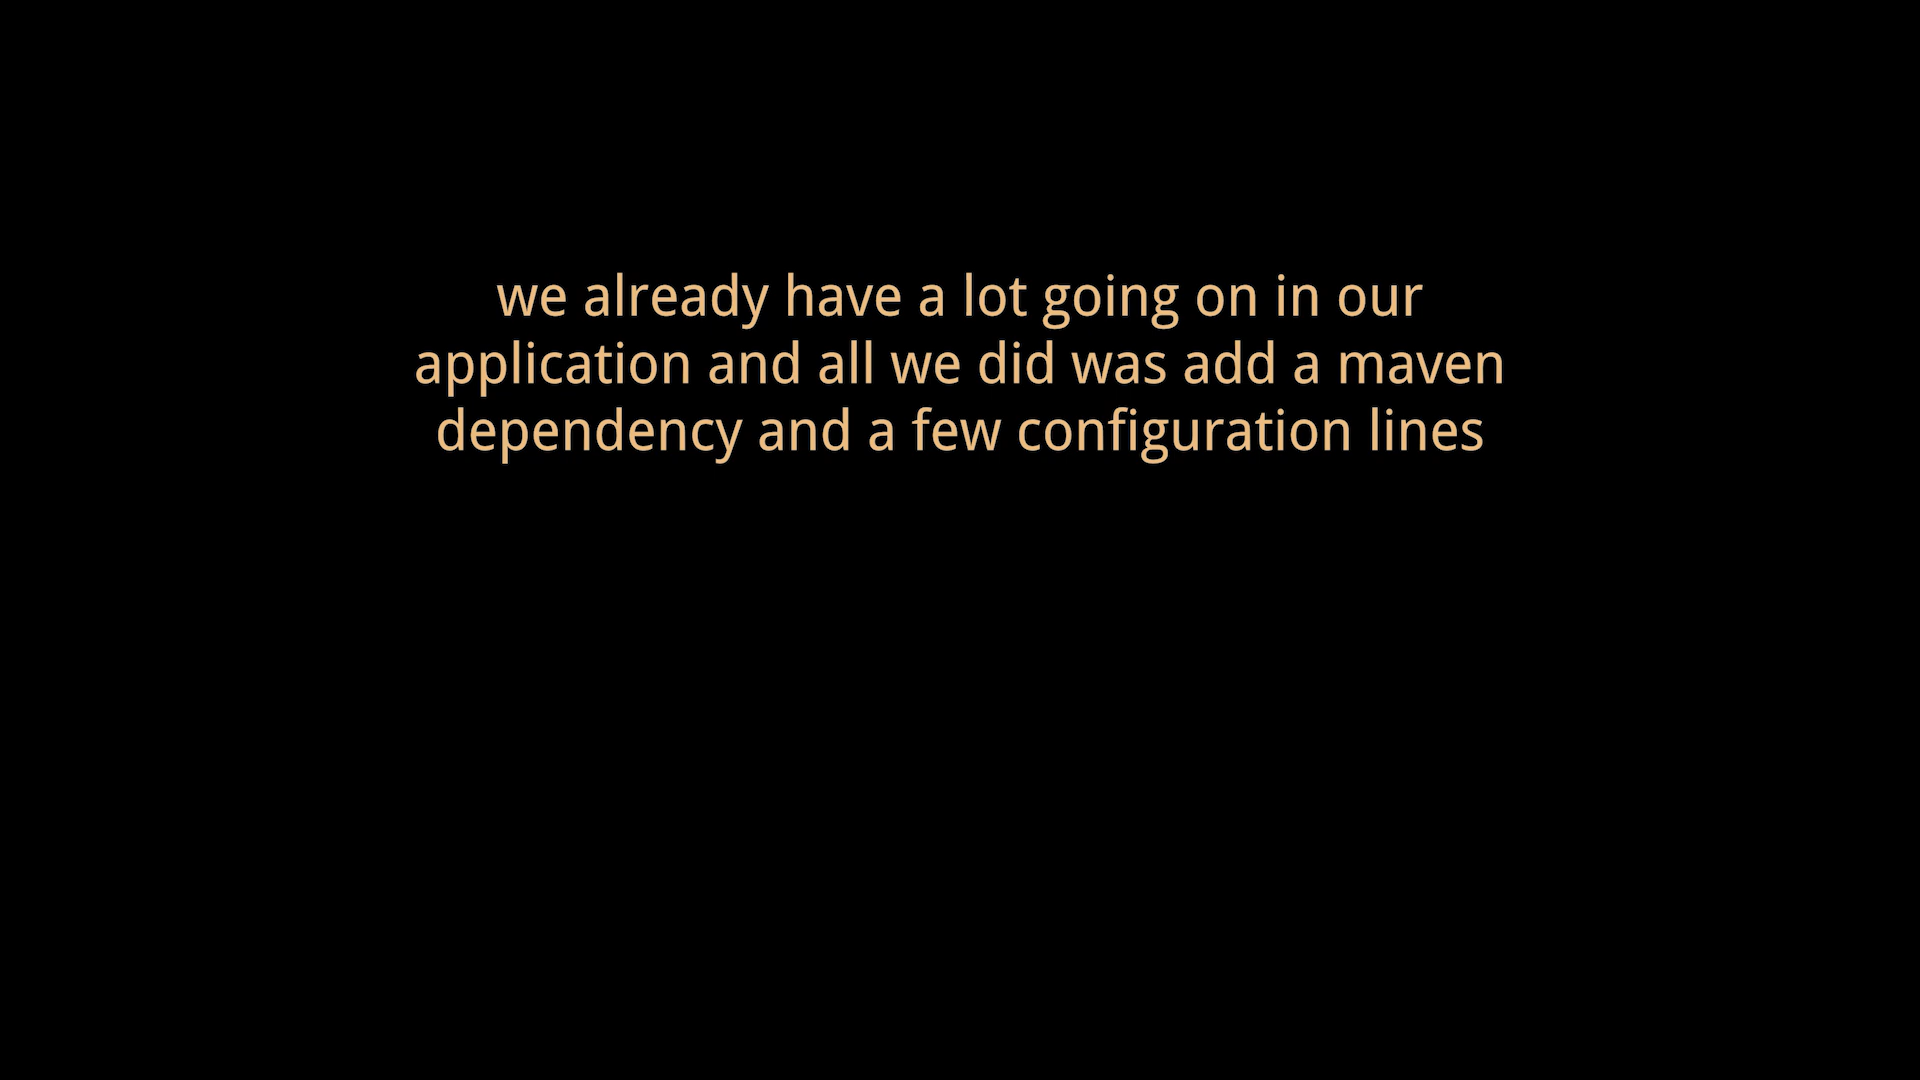 we already have a lot going on in our
application and all we did was add a maven
dependency and a few configuration lines